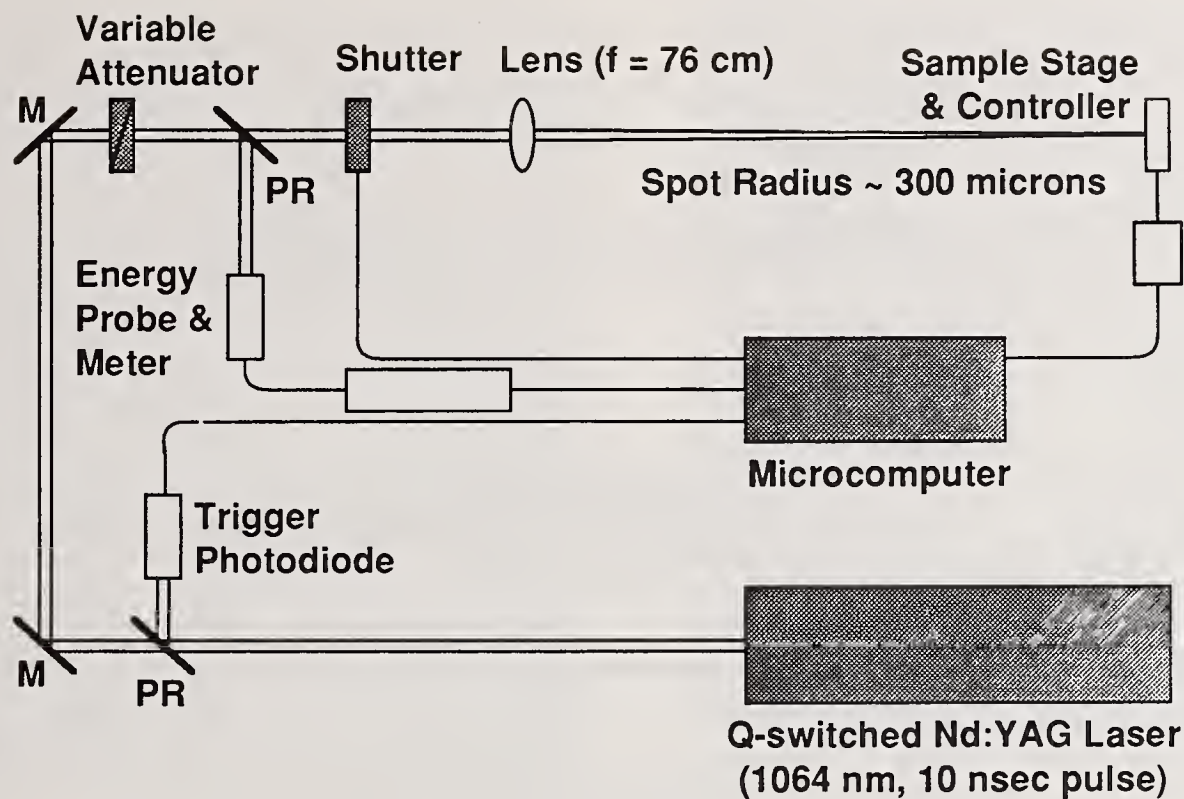 Variable
Attenuator
Shutter
Lens (f = 76 cm)
Sample Stage
& Controller
M
PR
Spot Radius ~ 300 microns
Energy
Probe &
Meter
Microcomputer
Trigger
Photodiode
M
PR
Q-switched Nd:YAG Laser
(1064 nm, 10 nsec pulse)